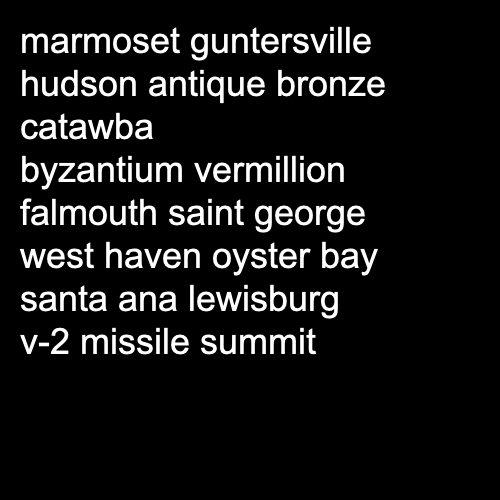 marmoset guntersville
hudson antique bronze
catawba
byzantium vermillion
falmouth saint george
west haven oyster bay
santa ana lewisburg
v-2 missile summit